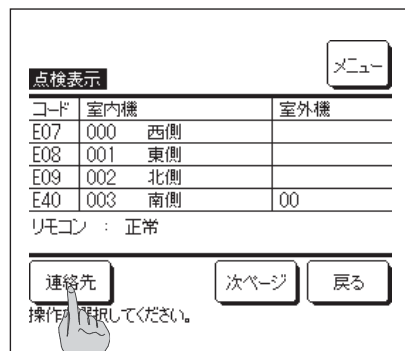 メニュー
点検表示
コード 室内機 室外機
E07 000 西側
E08 001 東側
E09 002 北側
E40 003 南側 00
リモコン : 正常
連絡先 次ページ 戻る
操作を選択してください。